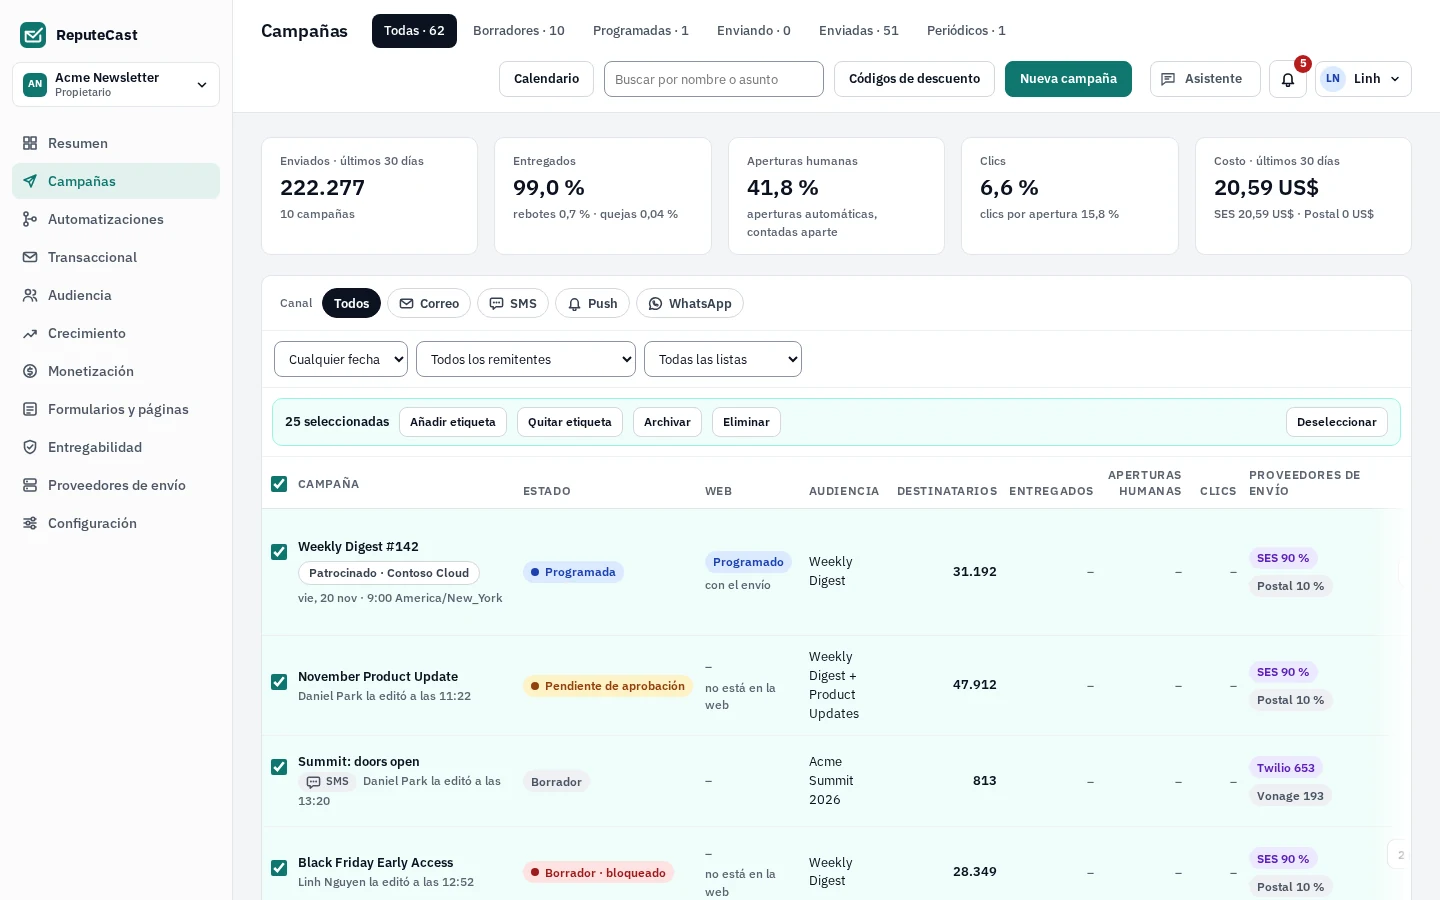 ReputeCast
AN
Acme Newsletter
Propietario
Resumen
Campañas
Automatizaciones
Transaccional
Audiencia
Crecimiento
Monetización
Formularios y páginas
Entregabilidad
Proveedores de envío
Configuración
Campañas
Todas · 62
Borradores · 10
Programadas · 1
Enviando · 0
Enviadas · 51
Periódicos · 1
Calendario
Buscar por nombre o asunto
Códigos de descuento
Nueva campaña
Asistente
5
LN
Linh
Enviados · últimos 30 días
222.277
10 campañas
Entregados
99,0 %
rebotes 0,7 % · quejas 0,04 %
Aperturas humanas
41,8 %
aperturas automáticas,
contadas aparte
Clics
6,6 %
clics por apertura 15,8 %
Costo · últimos 30 días
20,59 US$
SES 20,59 US$ · Postal 0 US$
Canal
Todos
Correo
SMS
Push
WhatsApp
Cualquier fecha
Todos los remitentes
Todas las listas
25 seleccionadas
Añadir etiqueta
Quitar etiqueta
Archivar
Eliminar
Deseleccionar
CAMPAÑA
ESTADO
WEB
AUDIENCIA
DESTINATARIOS
ENTREGADOS
APERTURAS
HUMANAS
CLICS
PROVEEDORES DE
ENVÍO
Weekly Digest #142
Patrocinado · Contoso Cloud
vie, 20 nov · 9:00 America/New_York
Programada
Programado
con el envío
Weekly
Digest
31.192
–
–
–
SES 90 %
Postal 10 %
November Product Update
Daniel Park la editó a las 11:22
Pendiente de aprobación
–
no está en la
web
Weekly
Digest +
Product
Updates
47.912
–
–
–
SES 90 %
Postal 10 %
Summit: doors open
SMS Daniel Park la editó a las
13:20
Borrador
–
Acme
Summit
2026
813
–
–
–
Twilio 653
Vonage 193
Black Friday Early Access
Linh Nguyen la editó a las 12:52
Borrador · bloqueado
–
no está en la
web
Weekly
Digest
28.349
–
–
–
SES 90 %
Postal 10 %
2